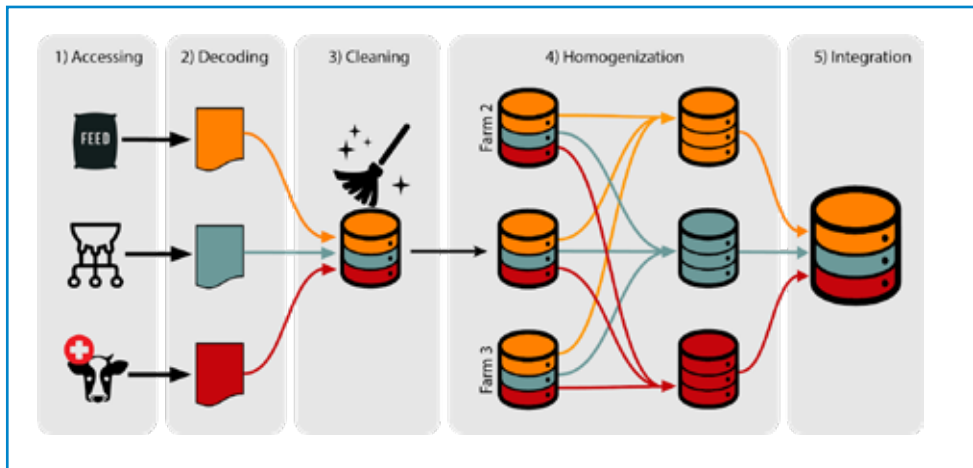 1) Accessing
2) Decoding
3) Cleaning
4) Homogenization
5) Integration
FEED
Farm 2
Farm 3